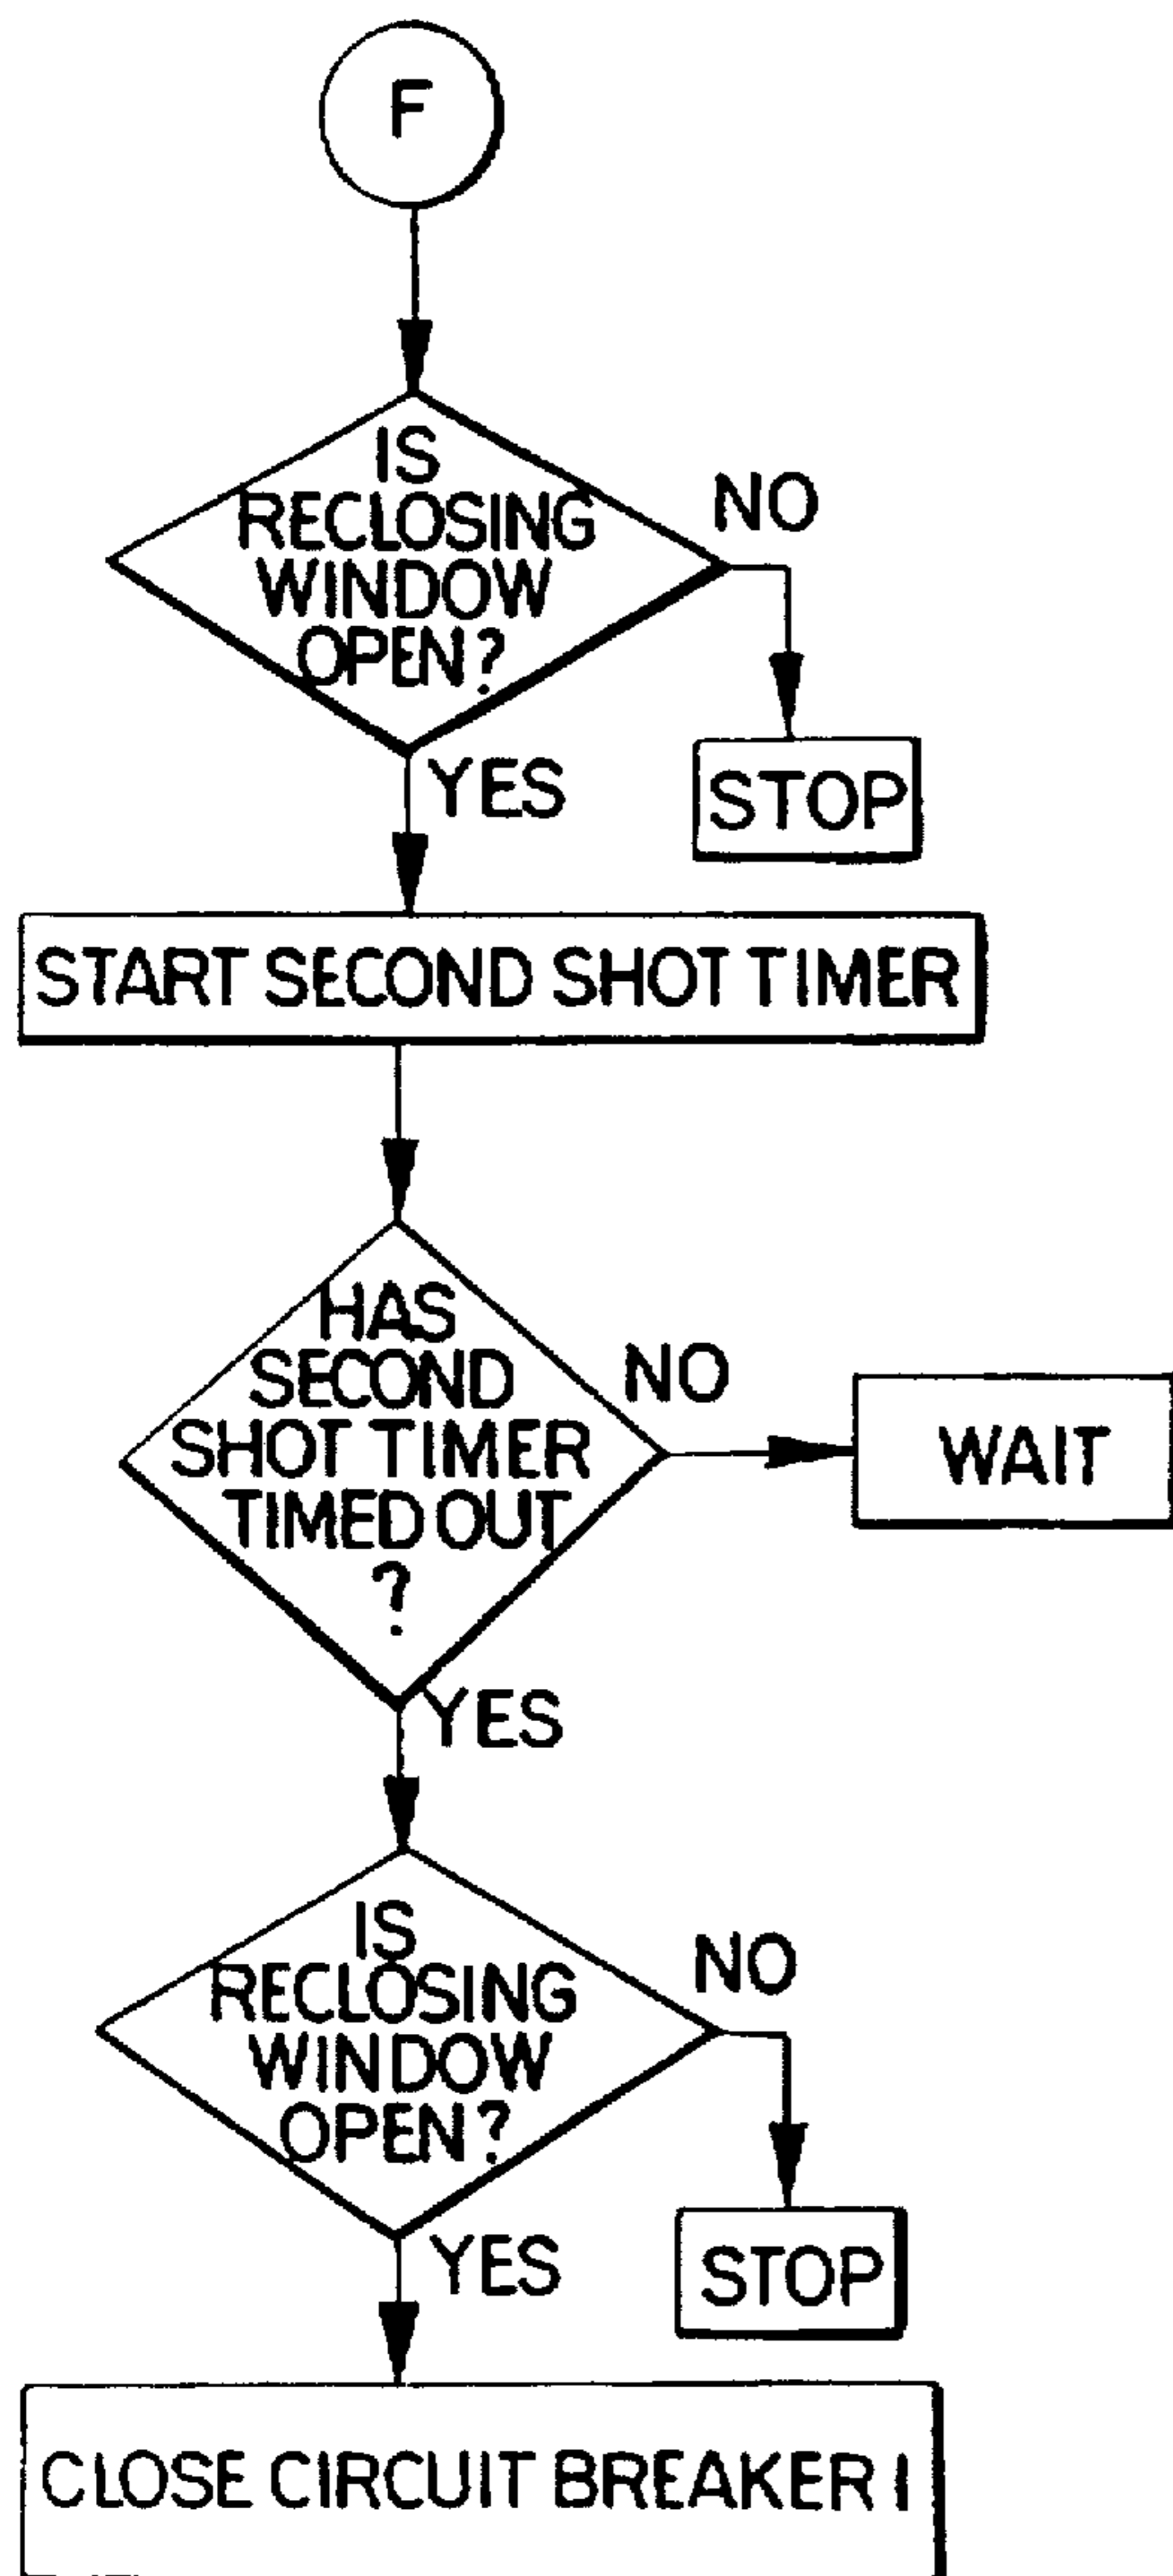 F
IS
RECLOSING
WINDOW
OPEN?
NO
STOP
YES
START SECOND SHOT TIMER
HAS
SECOND
SHOT TIMER
TIMED OUT
?
NO
WAIT
YES
IS
RECLOSING
WINDOW
OPEN?
NO
STOP
YES
CLOSE CIRCUIT BREAKER 1